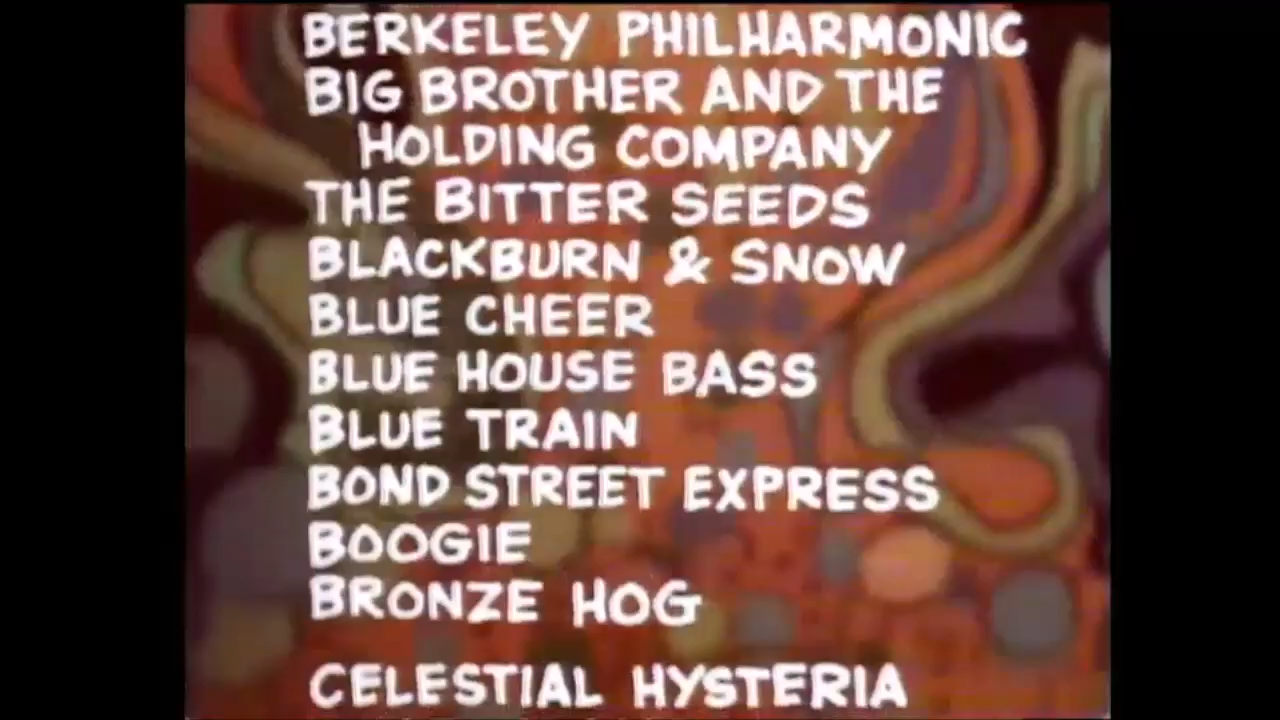 BERKELEY PHILHARMONIC
BIG BROTHER AND THE
HOLDING COMPANY
THE BITTER SEEDS
BLACKBURN & SNOW
BLUE CHEER
BLUE HOUSE BASS
BLUE TRAIN
BOND STREET EXPRESS
BOOGIE
BRONZE HOG
CELESTIAL HYSTERIA